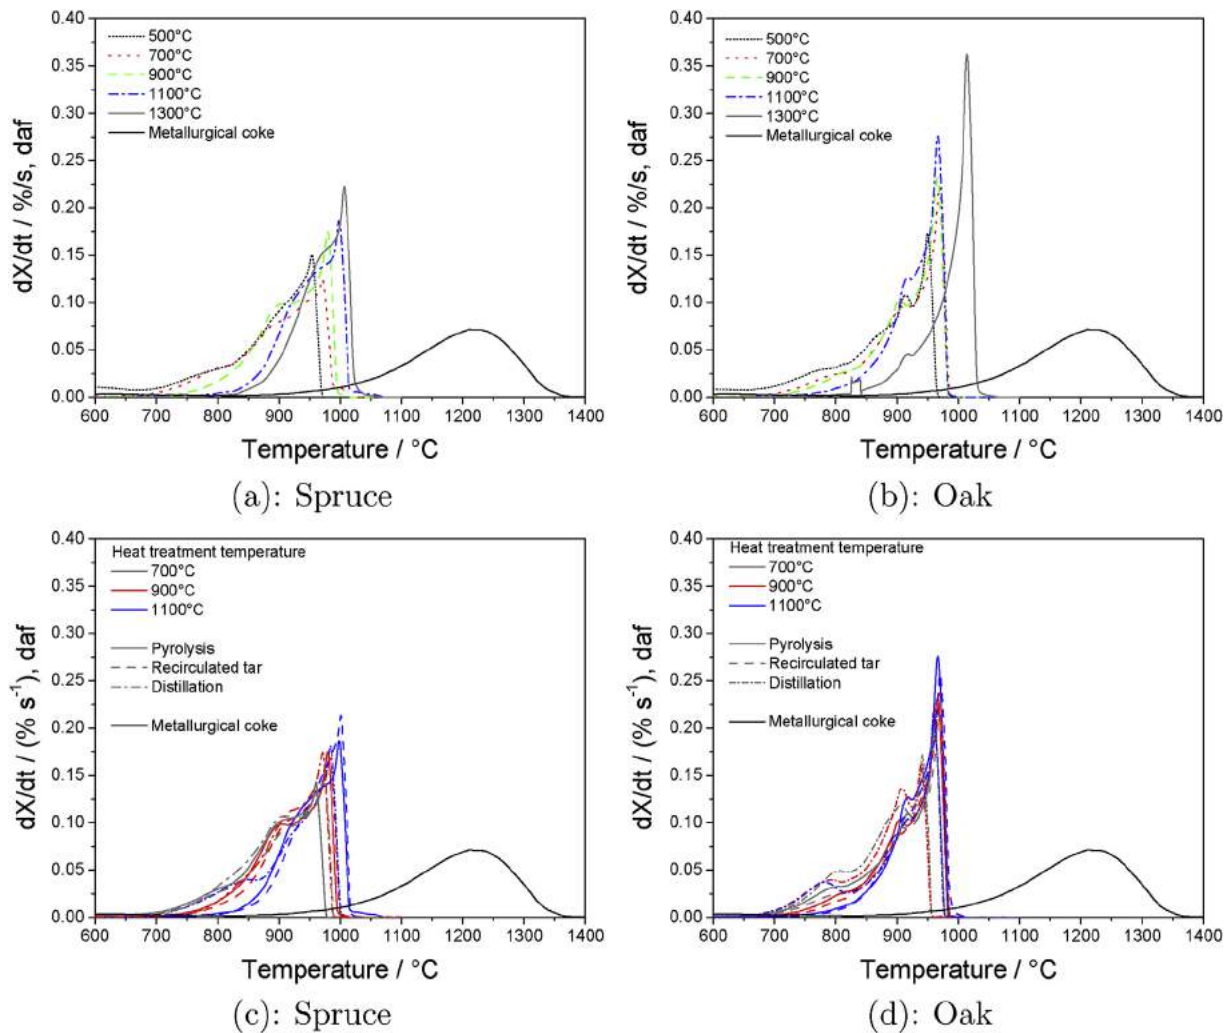 0.40
0.35
0.30
0.25
0.20
0.15
0.10
0.05
0.00
dX/dt / %/s, daf
500°C
700°C
900°C
1100°C
1300°C
Metallurgical coke
600 700 800 900 1000 1100 1200 1300 1400
Temperature / °C
(a): Spruce
0.40
0.35
0.30
0.25
0.20
0.15
0.10
0.05
0.00
dX/dt / %/s, daf
500°C
700°C
900°C
1100°C
1300°C
Metallurgical coke
600 700 800 900 1000 1100 1200 1300 1400
Temperature / °C
(b): Oak
0.40
0.35
0.30
0.25
0.20
0.15
0.10
0.05
0.00
dX/dt / (% s⁻¹), daf
Heat treatment temperature
700°C
900°C
1100°C
Pyrolysis
Recirculated tar
Distillation
Metallurgical coke
600 700 800 900 1000 1100 1200 1300 1400
Temperature / °C
(c): Spruce
0.40
0.35
0.30
0.25
0.20
0.15
0.10
0.05
0.00
dX/dt / (% s⁻¹), daf
Heat treatment temperature
700°C
900°C
1100°C
Pyrolysis
Recirculated tar
Distillation
Metallurgical coke
600 700 800 900 1000 1100 1200 1300 1400
Temperature / °C
(d): Oak